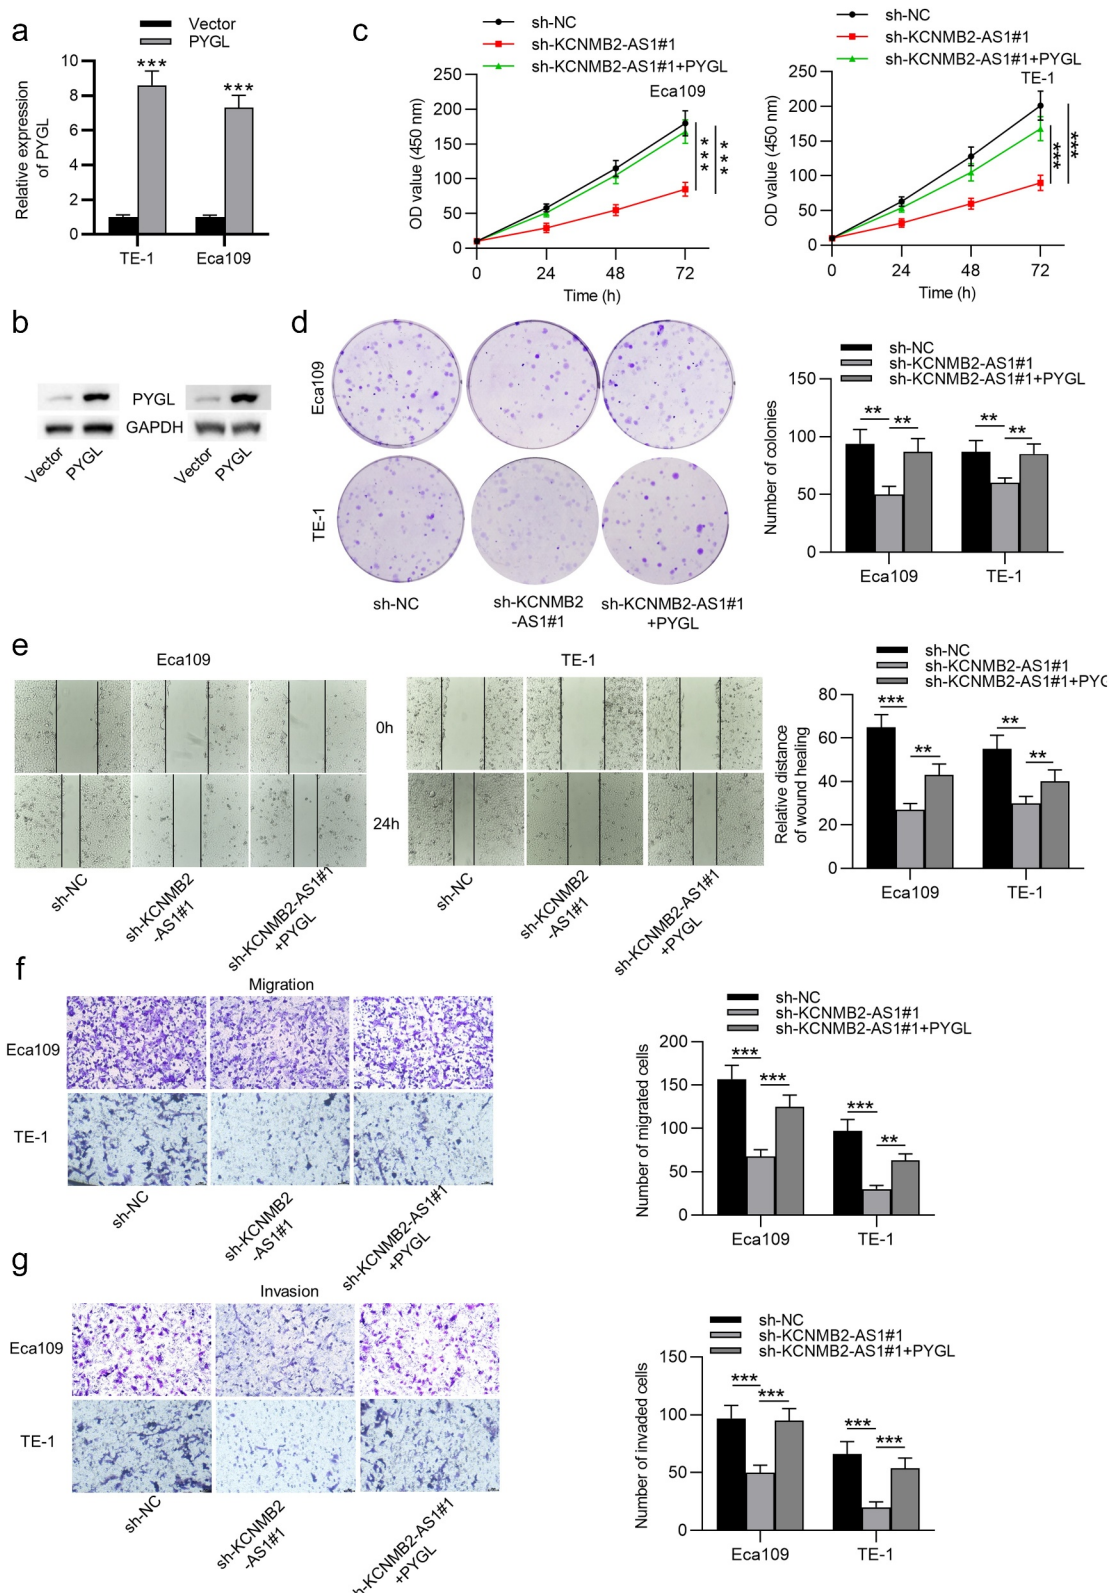 a
Vector
PYGL
10
8
6
4
2
0
Relative expression
of PYGL
***
***
TE-1
Eca109
c
sh-NC
sh-KCNMB2-AS1#1
sh-KCNMB2-AS1#1+PYGL
Eca109
250
200
150
100
50
0
OD value (450 nm)
***
***
0
24
48
72
Time (h)
sh-NC
sh-KCNMB2-AS1#1
sh-KCNMB2-AS1#1+PYGL
TE-1
250
200
150
100
50
0
OD value (450 nm)
***
***
0
24
48
72
Time (h)
b
PYGL
GAPDH
Vector
PYGL
Vector
PYGL
d
Eca109
TE-1
sh-NC
sh-KCNMB2
-AS1#1
sh-KCNMB2-AS1#1
+PYGL
sh-NC
sh-KCNMB2-AS1#1
sh-KCNMB2-AS1#1+PYGL
150
100
50
0
Number of colonies
**
**
**
**
Eca109
TE-1
e
Eca109
TE-1
0h
24h
sh-NC
sh-KCNMB2
-AS1#1
sh-KCNMB2-AS1#1
+PYGL
sh-NC
sh-KCNMB2
-AS1#1
sh-KCNMB2-AS1#1
+PYGL
sh-NC
sh-KCNMB2-AS1#1
sh-KCNMB2-AS1#1+PYG
80
60
40
20
0
Relative distance
of wound healing
***
**
**
**
Eca109
TE-1
f
Migration
Eca109
TE-1
sh-NC
sh-KCNMB2
-AS1#1
sh-KCNMB2-AS1#1
+PYGL
sh-NC
sh-KCNMB2-AS1#1
sh-KCNMB2-AS1#1+PYGL
200
150
100
50
0
Number of migrated cells
***
***
***
**
Eca109
TE-1
g
Invasion
Eca109
TE-1
sh-NC
sh-KCNMB2
-AS1#1
sh-KCNMB2-AS1#1
+PYGL
sh-NC
sh-KCNMB2-AS1#1
sh-KCNMB2-AS1#1+PYGL
150
100
50
0
Number of invaded cells
***
***
***
***
Eca109
TE-1